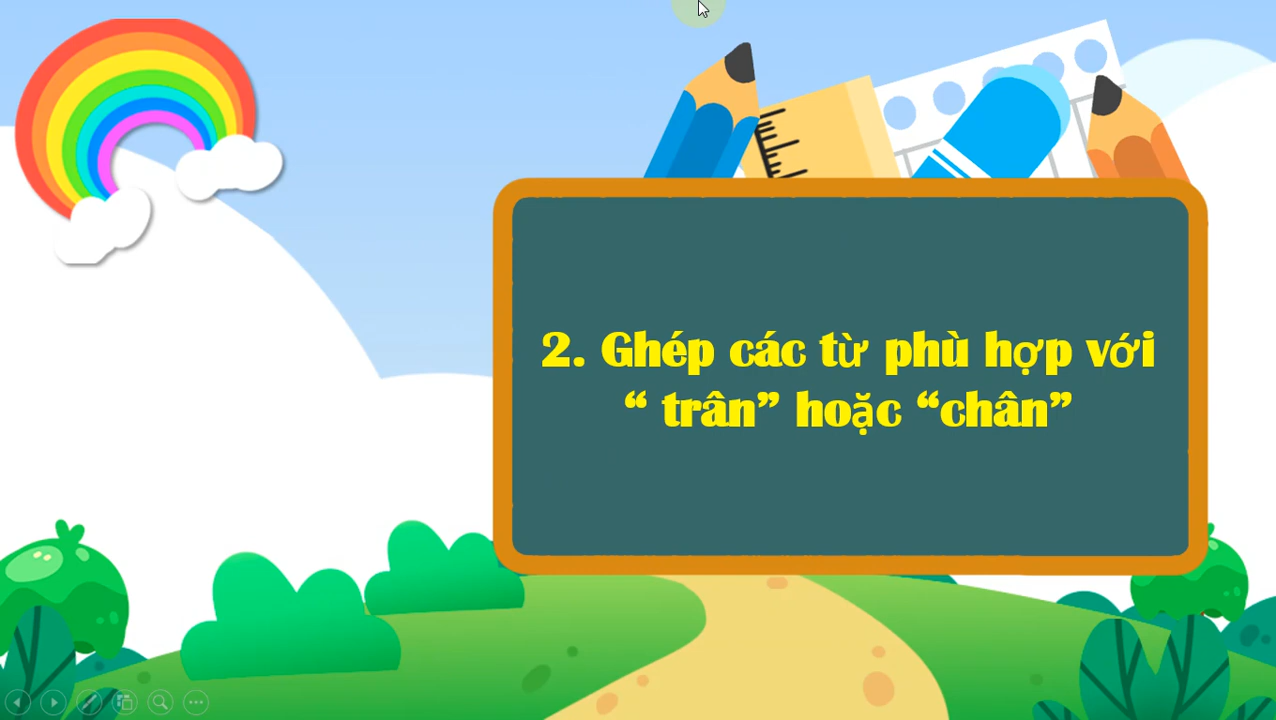 2. Ghép các từ phù hợp với
“ trân” hoặc “chân”